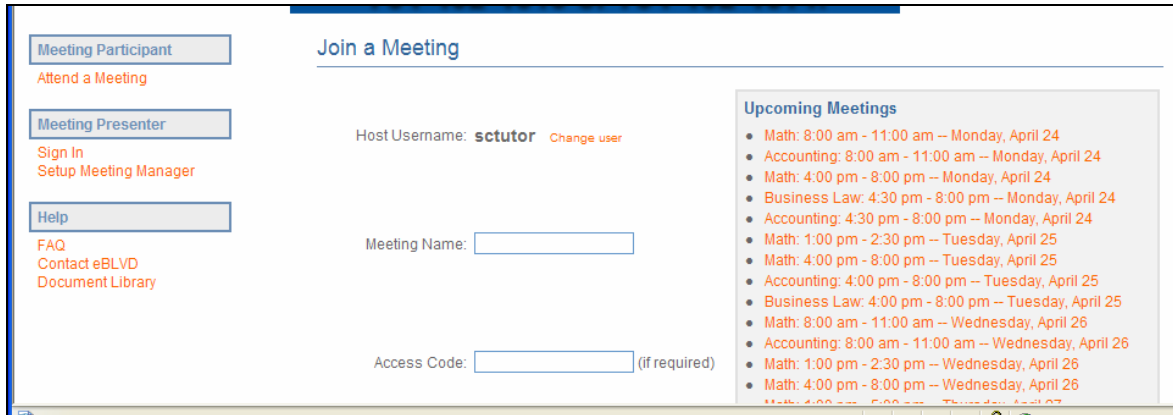 Meeting Participant
Attend a Meeting
Meeting Presenter
Sign In
Setup Meeting Manager
Help
FAQ
Contact eBLVD
Document Library
Join a Meeting
Host Username: sctutor Change user
Meeting Name:
Access Code: (if required)
Upcoming Meetings
Math: 8:00 am - 11:00 am -- Monday, April 24
Accounting: 8:00 am - 11:00 am -- Monday, April 24
Math: 4:00 pm - 8:00 pm -- Monday, April 24
Business Law: 4:30 pm - 8:00 pm -- Monday, April 24
Accounting: 4:30 pm - 8:00 pm -- Monday, April 24
Math: 1:00 pm - 2:30 pm -- Tuesday, April 25
Math: 4:00 pm - 8:00 pm -- Tuesday, April 25
Accounting: 4:00 pm - 8:00 pm -- Tuesday, April 25
Business Law: 4:00 pm - 8:00 pm -- Tuesday, April 25
Math: 8:00 am - 11:00 am -- Wednesday, April 26
Accounting: 8:00 am - 11:00 am -- Wednesday, April 26
Math: 1:00 pm - 2:30 pm -- Wednesday, April 26
Math: 4:00 pm - 8:00 pm -- Wednesday, April 26